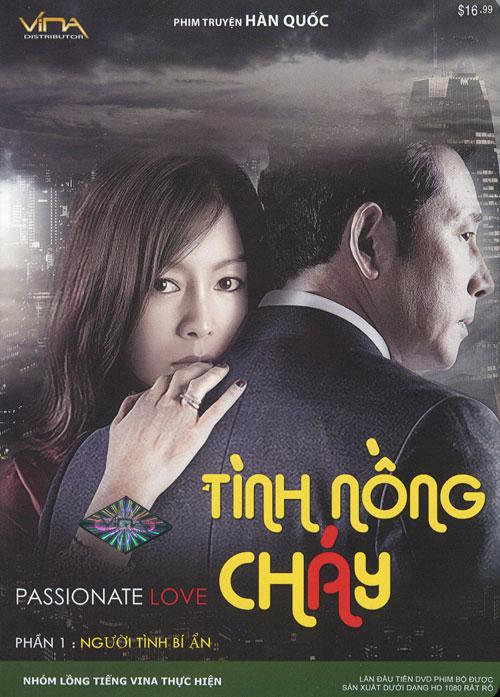 VINA
DISTRIBUTOR
PHIM TRUYỆN HÀN QUỐC
$16.99
TÌNH NỒNG
CHÁY
PASSIONATE LOVE
PHẦN 1 : NGƯỜI TÌNH BÍ ẨN
NHÓM LỒNG TIẾNG VINA THỰC HIỆN
LẦN ĐẦU TIÊN DVD PHIM BỘ ĐƯỢC
SẢN XUẤT DƯỚI DẠNG HD 1080 RẤT RÕ